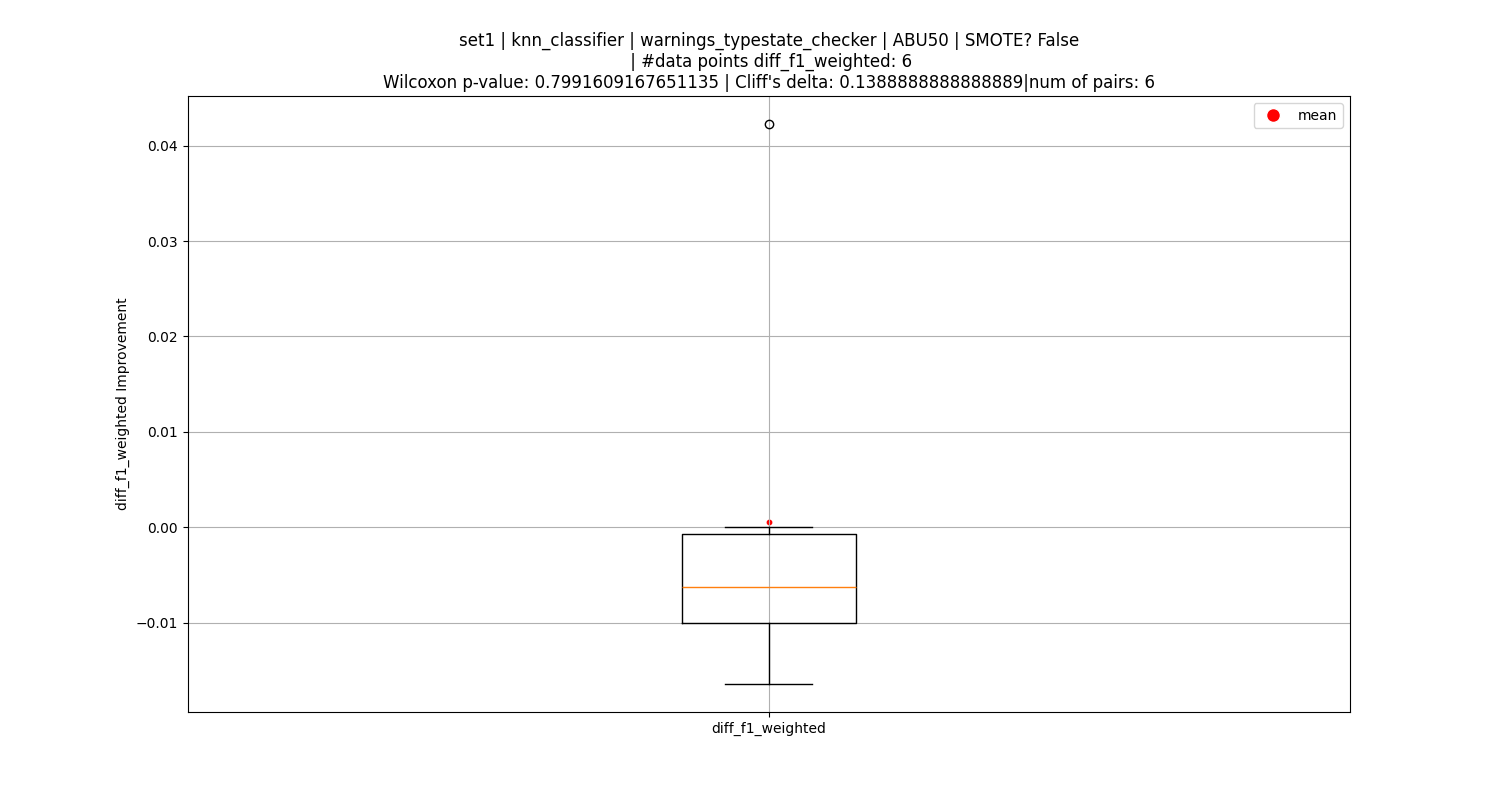 set1 | knn_classifier | warnings_typestate_checker | ABU50 | SMOTE? False
| #data points diff_f1_weighted: 6
Wilcoxon p-value: 0.7991609167651135 | Cliff's delta: 0.1388888888888889|num of pairs: 6
mean
0.04
0.03
0.02
0.01
0.00
−0.01
diff_f1_weighted Improvement
diff_f1_weighted